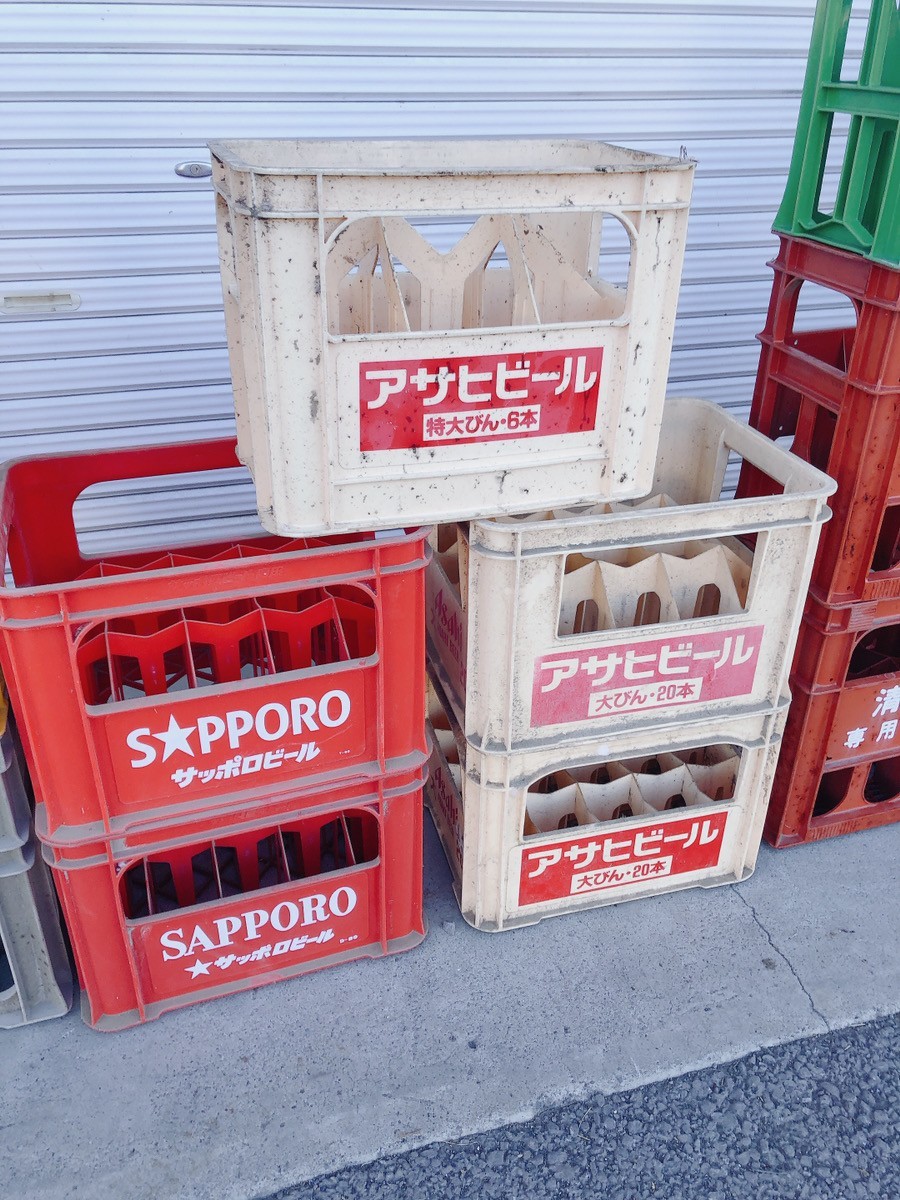 アサヒビール
特大びん・6本
S★PPORO
サッポロビール
SAPPORO
★サッポロビール
Asahi
アサヒビール
大びん・20本
アサヒビール
大びん・20本
清
専用